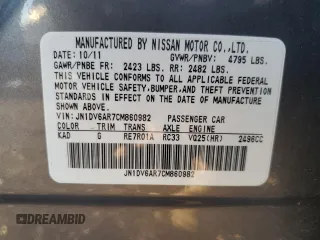 MANUFACTURED BY NISSAN MOTOR CO.,LTD.
DATE: 10/11 GVWR/PNBV: 4795 LBS.
GAWR/PNBE FR: 2423 LBS. RR: 2482 LBS.
THIS VEHICLE CONFORMS TO ALL APPLICABLE FEDERAL
MOTOR VEHICLE SAFETY,BUMPER,AND THEFT PREVENTION
STANDARDS IN EFFECT ON THE DATE OF MANUFACTURE
SHOWN ABOVE.
VIN: JN1DV6AR7CM860982 PASSENGER CAR
COLOR TRIM TRANS AXLE ENGINE
KAD G RE7R01A RC33 VQ25(HR) 2496CC
JN1DV6AR7CM860982
AUTOBIDMASTER